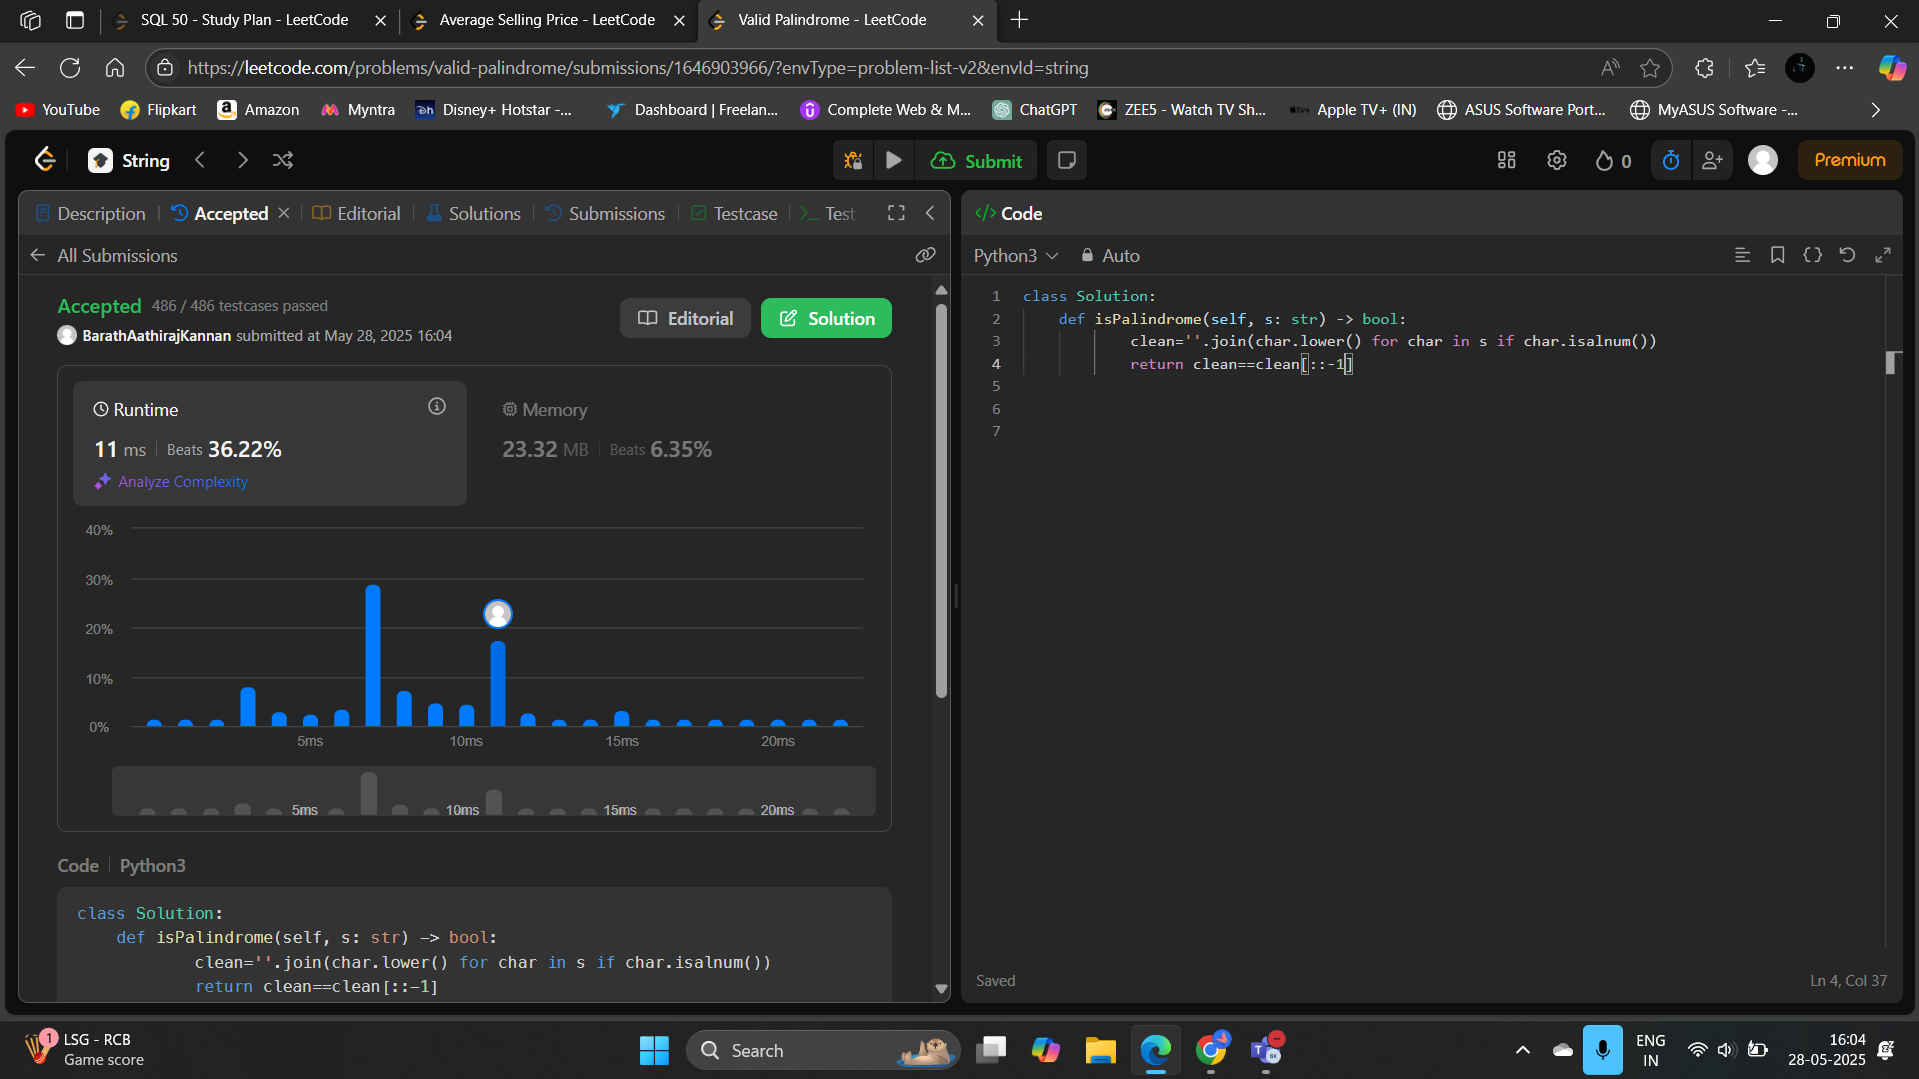 SQL 50 - Study Plan - LeetCode
Average Selling Price - LeetCode
Valid Palindrome - LeetCode
https://leetcode.com/problems/valid-palindrome/submissions/1646903966/?envType=problem-list-v2&envId=string
YouTube Flipkart Amazon Myntra Disney+ Hotstar -... Dashboard | Freelan... Complete Web & M... ChatGPT ZEE5 - Watch TV Sh... Apple TV+ (IN) ASUS Software Port... MyASUS Software -...
String
Submit
0
Premium
Description Accepted Editorial Solutions Submissions Testcase Test
All Submissions
Accepted 486 / 486 testcases passed
BarathAathirajKannan submitted at May 28, 2025 16:04
Editorial
Solution
Runtime
11 ms Beats 36.22%
Analyze Complexity
Memory
23.32 MB Beats 6.35%
40%
30%
20%
10%
0%
5ms 10ms 15ms 20ms
5ms 10ms 15ms 20ms
Code Python3
class Solution:
def isPalindrome(self, s: str) -> bool:
clean=''.join(char.lower() for char in s if char.isalnum())
return clean==clean[::-1]
</> Code
Python3 Auto
1 class Solution:
2 def isPalindrome(self, s: str) -> bool:
3 clean=''.join(char.lower() for char in s if char.isalnum())
4 return clean==clean[::-1]
5
6
7
Saved
Ln 4, Col 37
1
LSG - RCB
Game score
Search
ENG
IN
16:04
28-05-2025